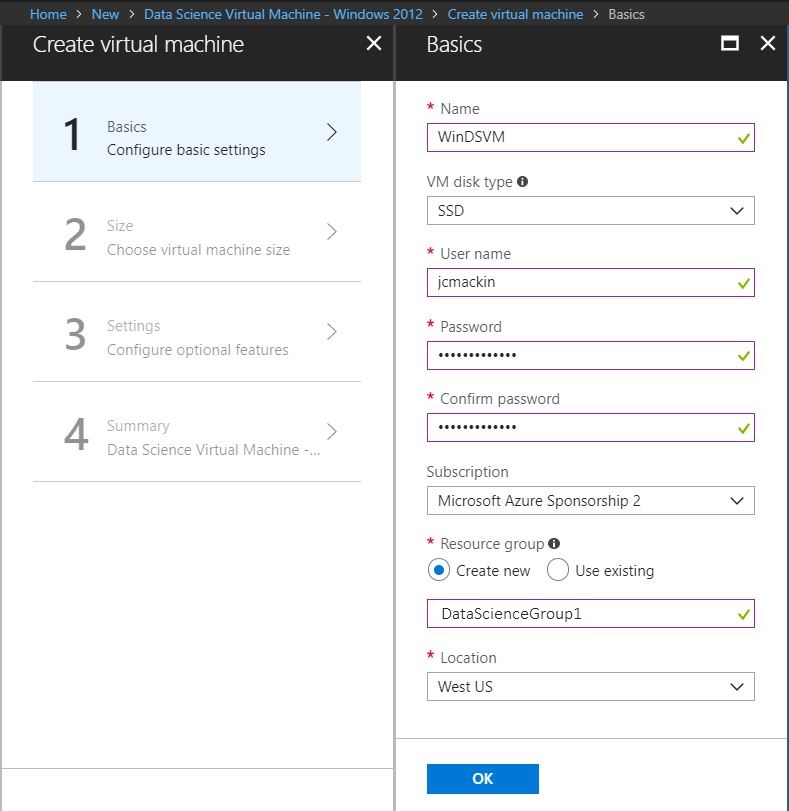 Home > New > Data Science Virtual Machine - Windows 2012 > Create virtual machine > Basics
Create virtual machine
1
Basics
Configure basic settings
2
Size
Choose virtual machine size
3
Settings
Configure optional features
4
Summary
Data Science Virtual Machine -...
Basics
* Name
WinDSVM
VM disk type
SSD
* User name
jcmackin
* Password
•••••••••••••
* Confirm password
•••••••••••••
Subscription
Microsoft Azure Sponsorship 2
* Resource group
Create new Use existing
DataScienceGroup1
* Location
West US
OK